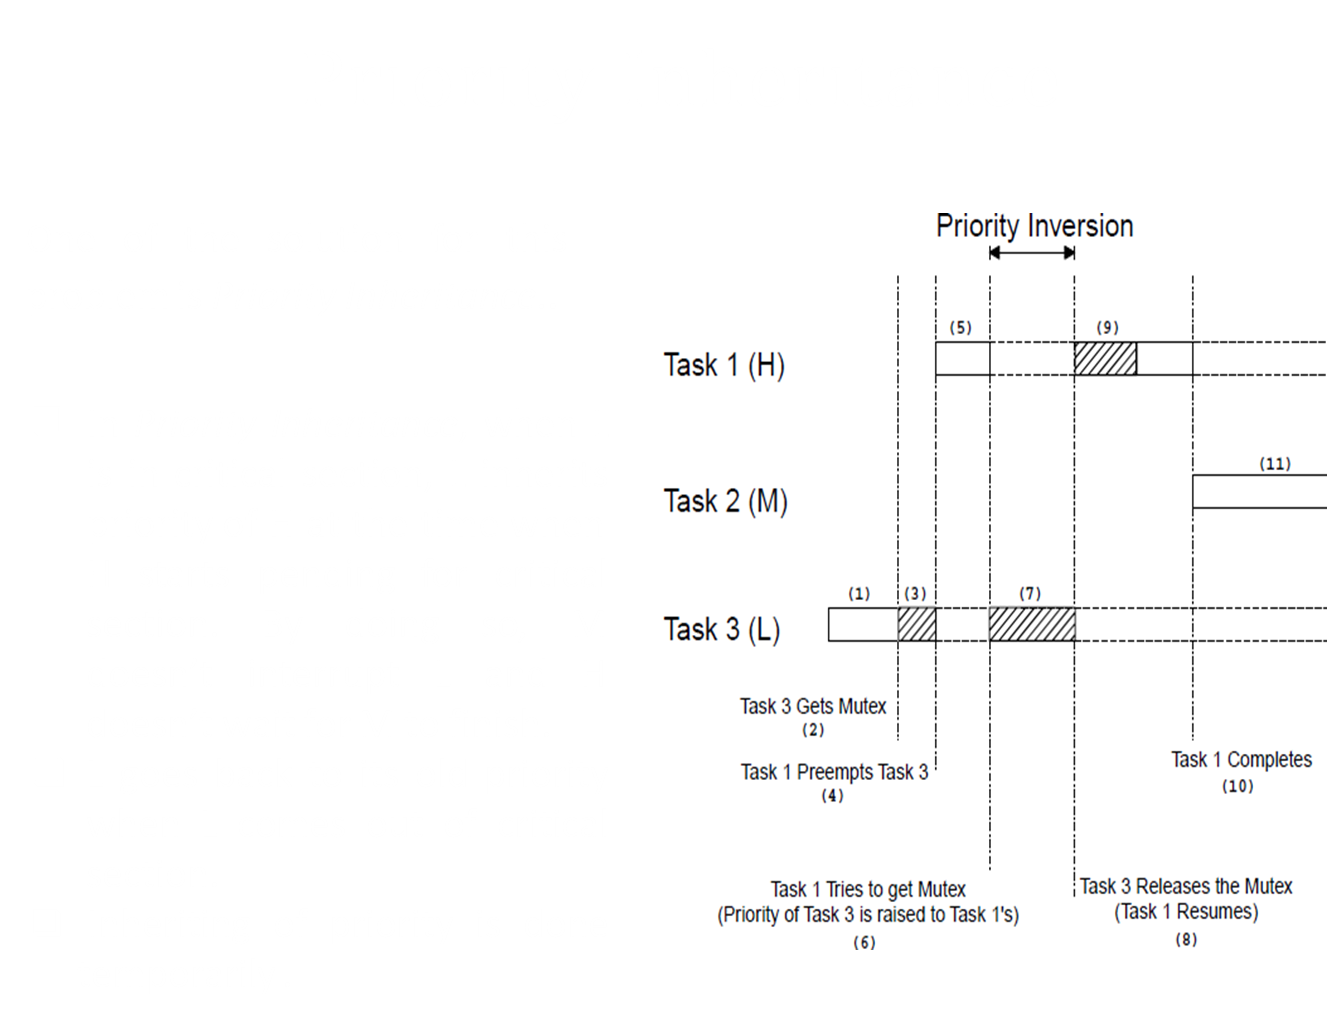 Priority Inversion
(5)
(9)
Task 1 (H)
(11)
Task 2 (M)
(1)
(3)
(7)
Task 3 (L)
Task 3 Gets Mutex
(2)
Task 1 Preempts Task 3
(4)
Task 1 Completes
(10)
Task 1 Tries to get Mutex
(Priority of Task 3 is raised to Task 1's)
(6)
Task 3 Releases the Mutex
(Task 1 Resumes)
(8)